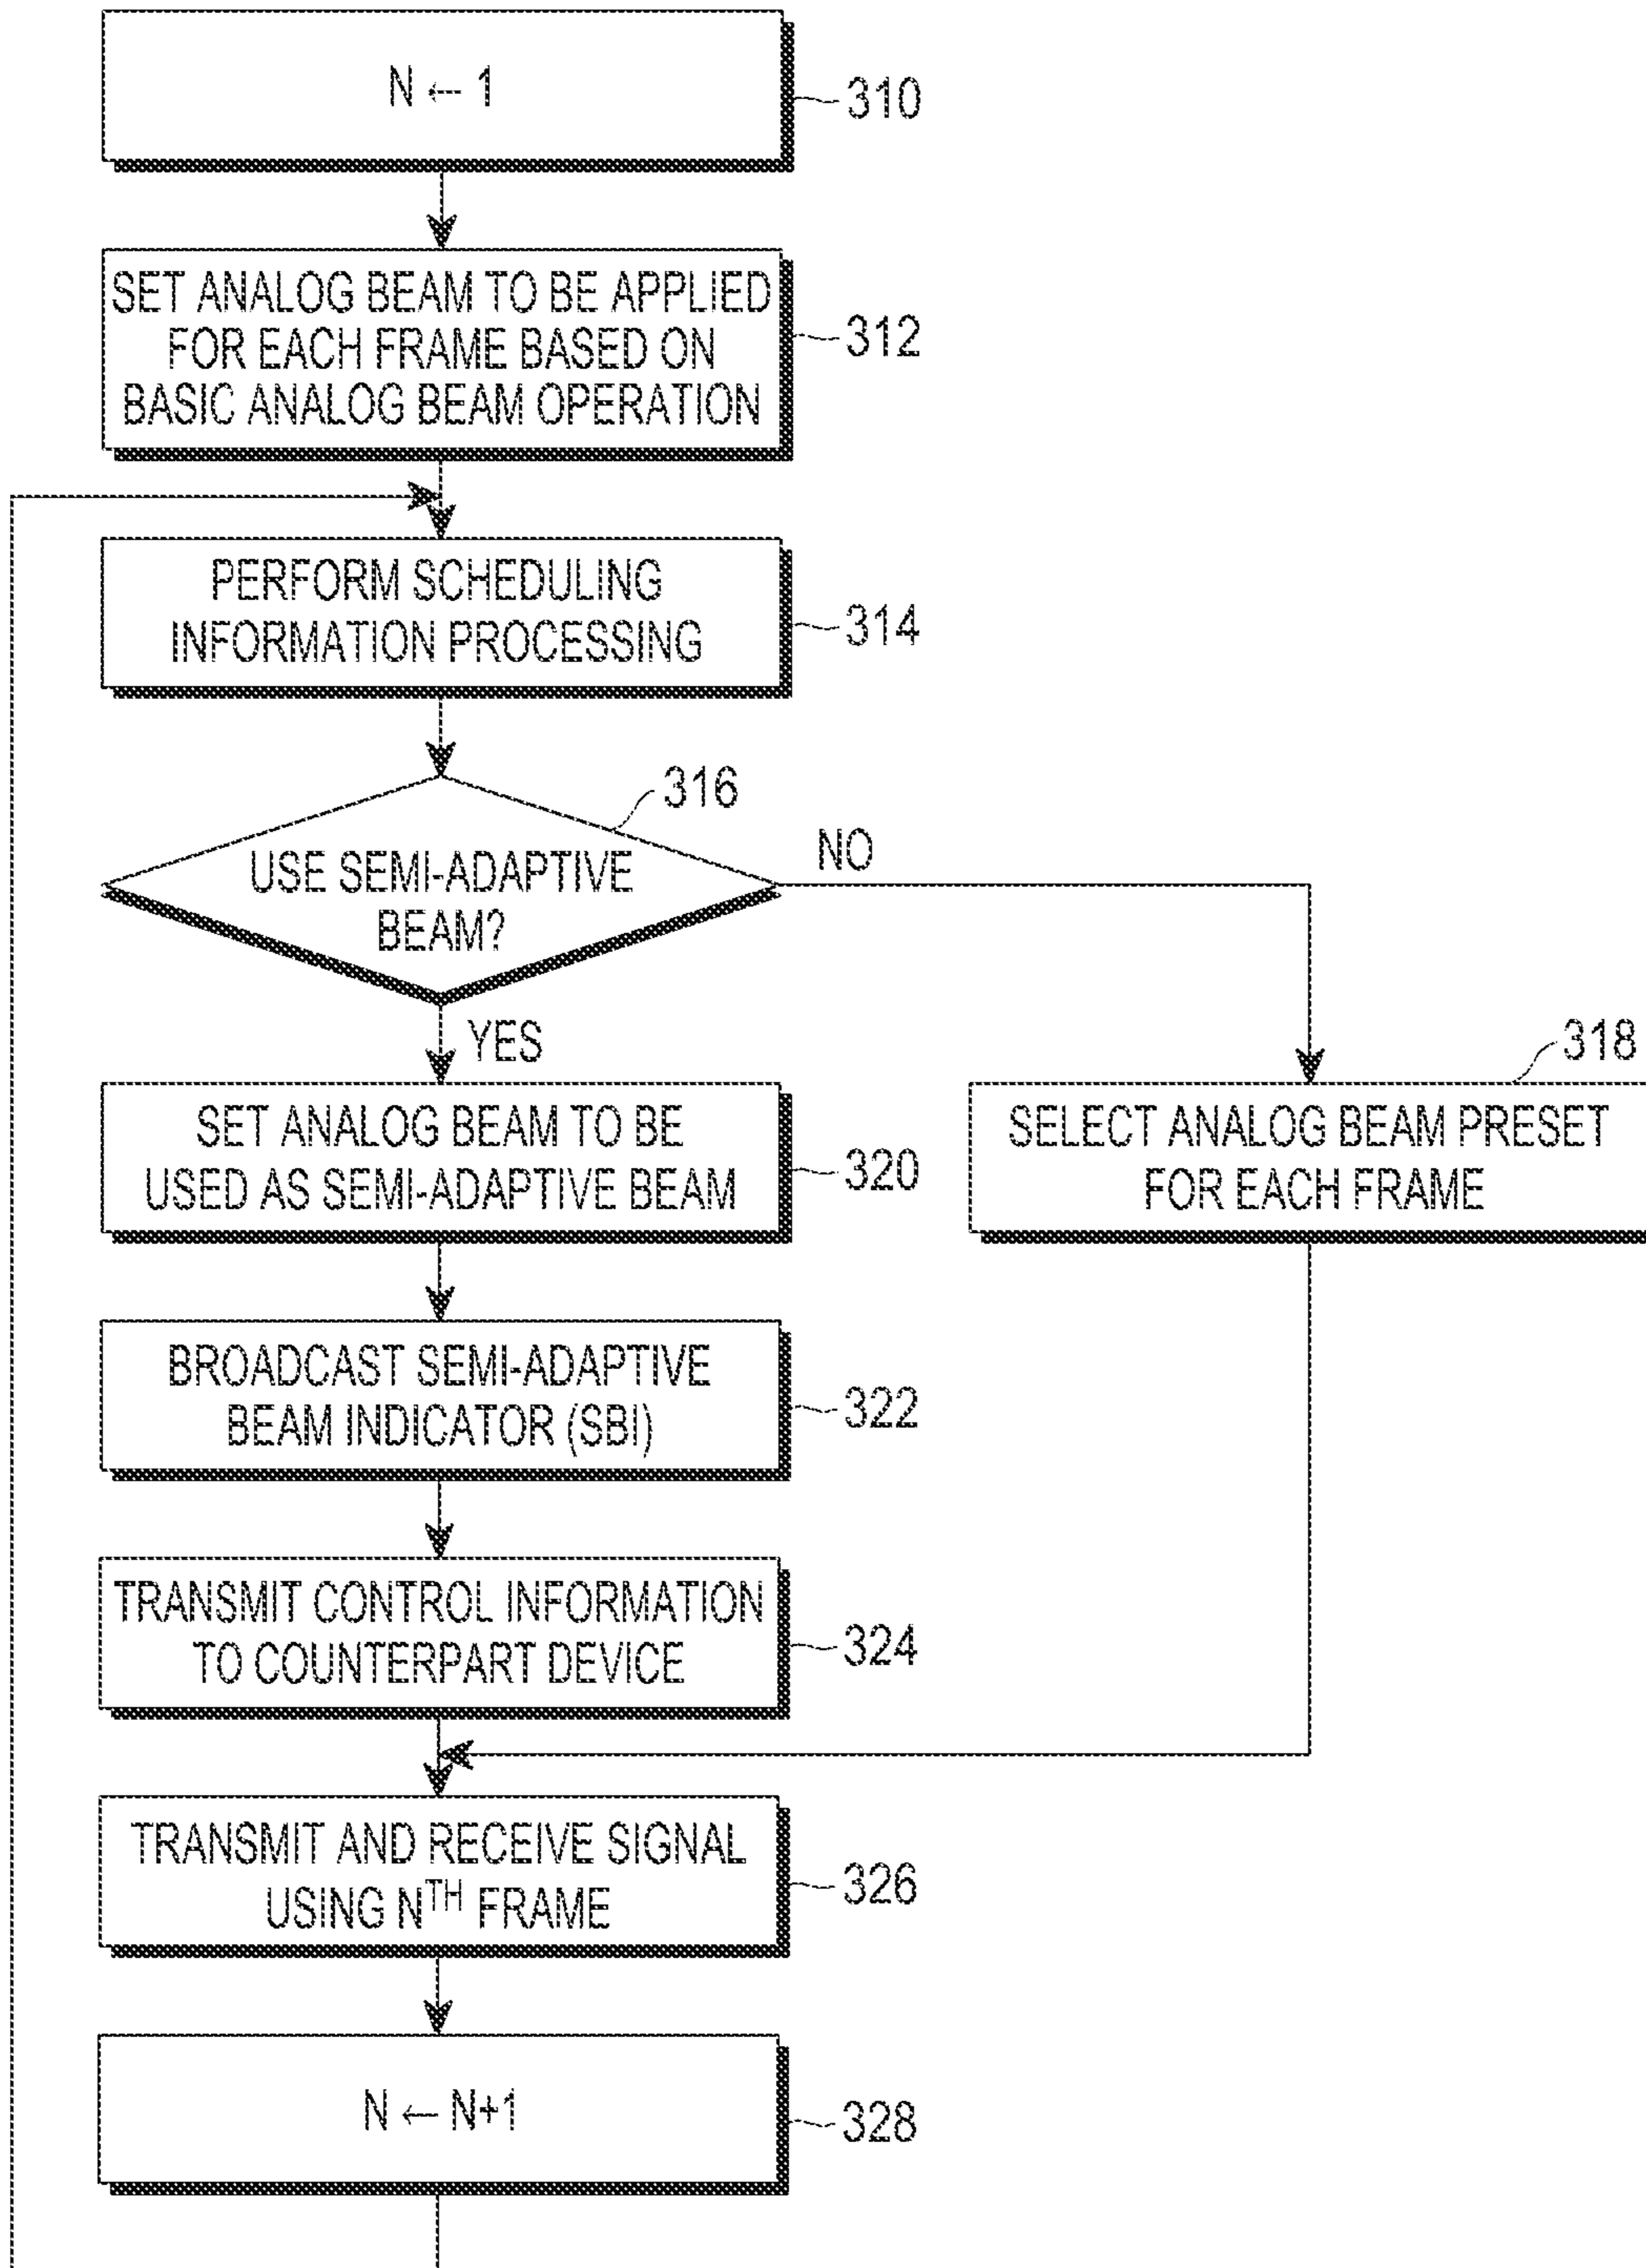 N ← 1
310
SET ANALOG BEAM TO BE APPLIED
FOR EACH FRAME BASED ON
BASIC ANALOG BEAM OPERATION
312
PERFORM SCHEDULING
INFORMATION PROCESSING
314
316
USE SEMI-ADAPTIVE
BEAM?
NO
YES
318
SELECT ANALOG BEAM PRESET
FOR EACH FRAME
SET ANALOG BEAM TO BE
USED AS SEMI-ADAPTIVE BEAM
320
BROADCAST SEMI-ADAPTIVE
BEAM INDICATOR (SBI)
322
TRANSMIT CONTROL INFORMATION
TO COUNTERPART DEVICE
324
TRANSMIT AND RECEIVE SIGNAL
USING N^TH FRAME
326
N ← N+1
328